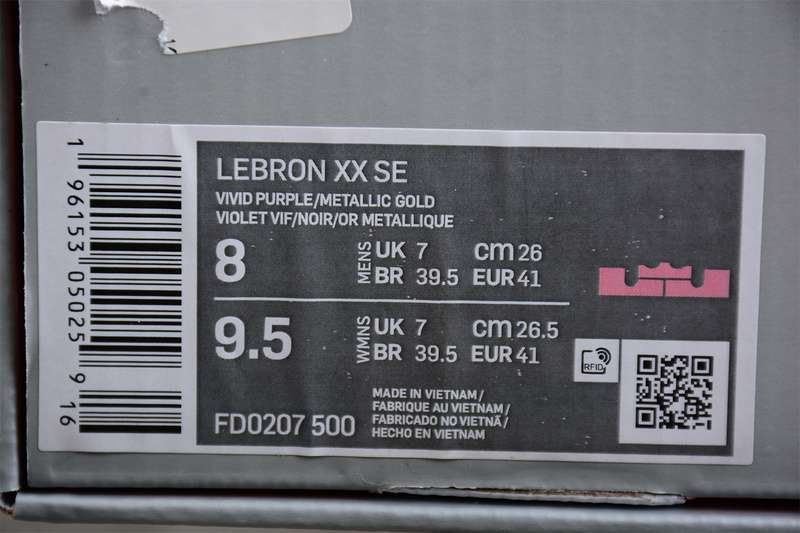 LEBRON XX SE
VIVID PURPLE/METALLIC GOLD
VIOLET VIF/NOIR/OR METALLIQUE
8 MENS UK 7 cm 26
BR 39.5 EUR 41
9.5 WMNS UK 7 cm 26.5
BR 39.5 EUR 41
RFID
FD0207 500
MADE IN VIETNAM/
FABRIQUE AU VIETNAM/
FABRICADO NO VIETNÃ/
HECHO EN VIETNAM
1 96153 05025 9 16